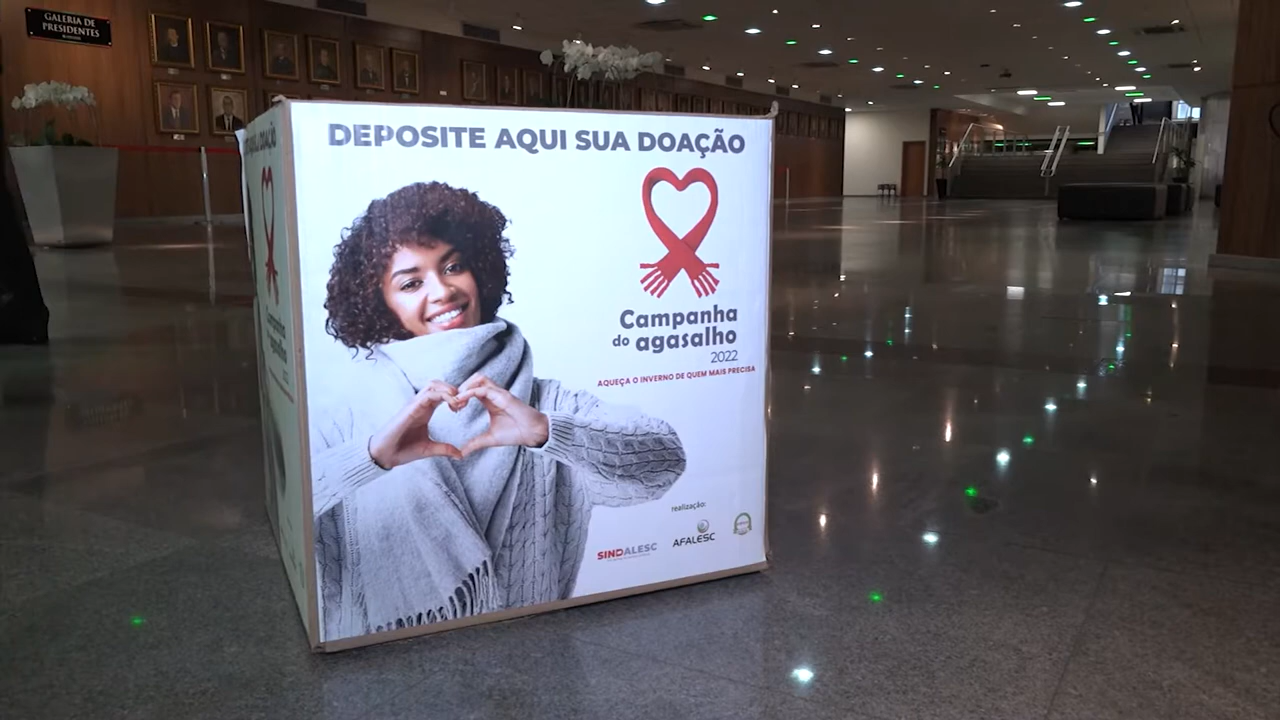 GALERIA DE
PRESIDENTES
DEPOSITE AQUI SUA DOAÇÃO
Campanha
do agasalho
2022
AQUEÇA O INVERNO DE QUEM MAIS PRECISA
realização:
SINDALESC
AFALESC